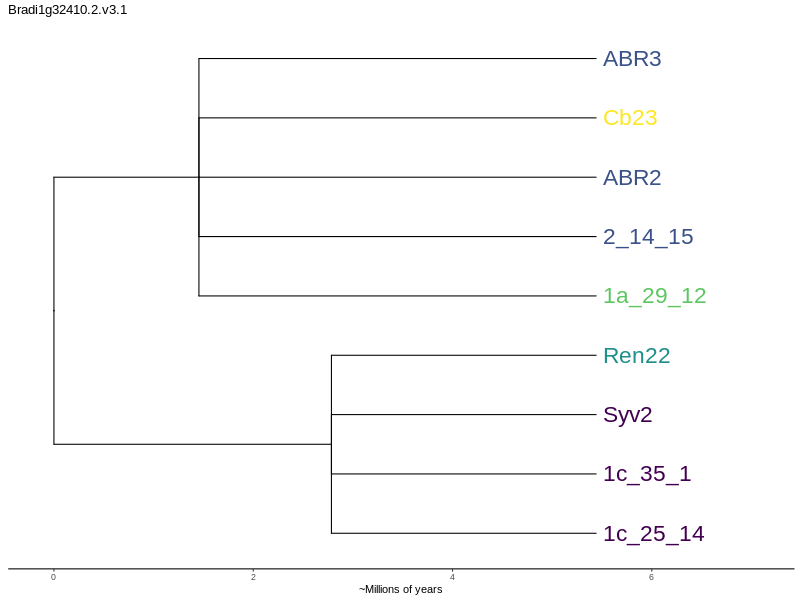 Bradi1g32410.2.v3.1
ABR3
Cb23
ABR2
2_14_15
1a_29_12
Ren22
Syv2
1c_35_1
1c_25_14
0 2 4 6
~Millions of years